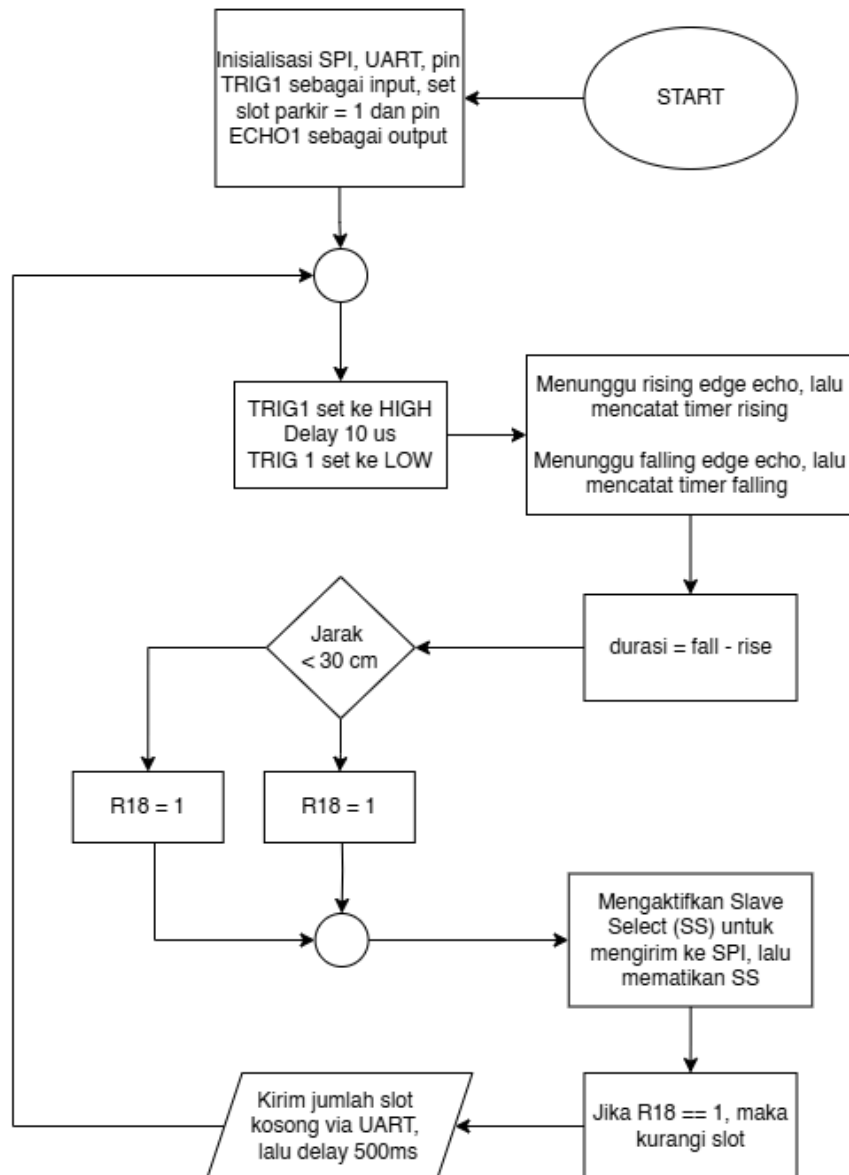 START
Inisialisasi SPI, UART, pin
TRIG1 sebagai input, set
slot parkir = 1 dan pin
ECHO1 sebagai output
TRIG1 set ke HIGH
Delay 10 us
TRIG 1 set ke LOW
Menunggu rising edge echo, lalu
mencatat timer rising
Menunggu falling edge echo, lalu
mencatat timer falling
durasi = fall - rise
Jarak
< 30 cm
R18 = 1
R18 = 1
Mengaktifkan Slave
Select (SS) untuk
mengirim ke SPI, lalu
mematikan SS
Jika R18 == 1, maka
kurangi slot
Kirim jumlah slot
kosong via UART,
lalu delay 500ms